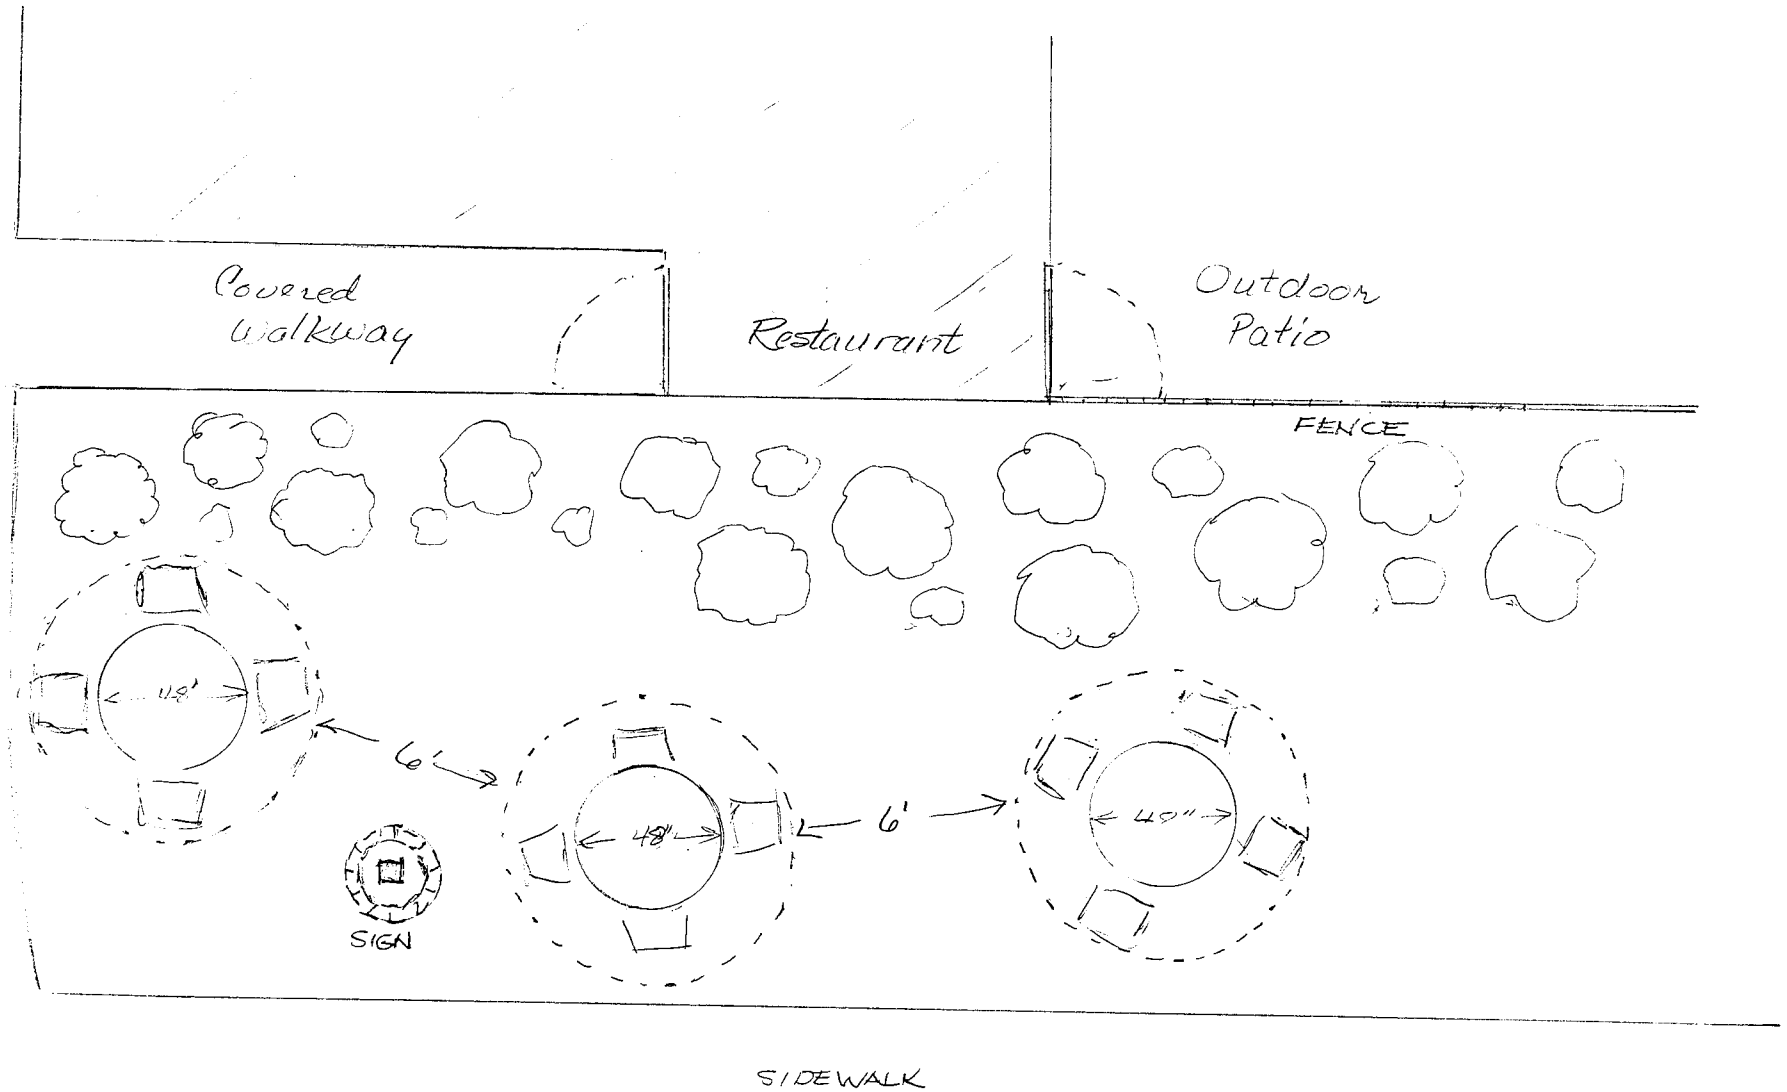 Covered
Walkway
Restaurant
Outdoor
Patio
FENCE
48'
6'
48"
6'
SIGN
SIDEWALK